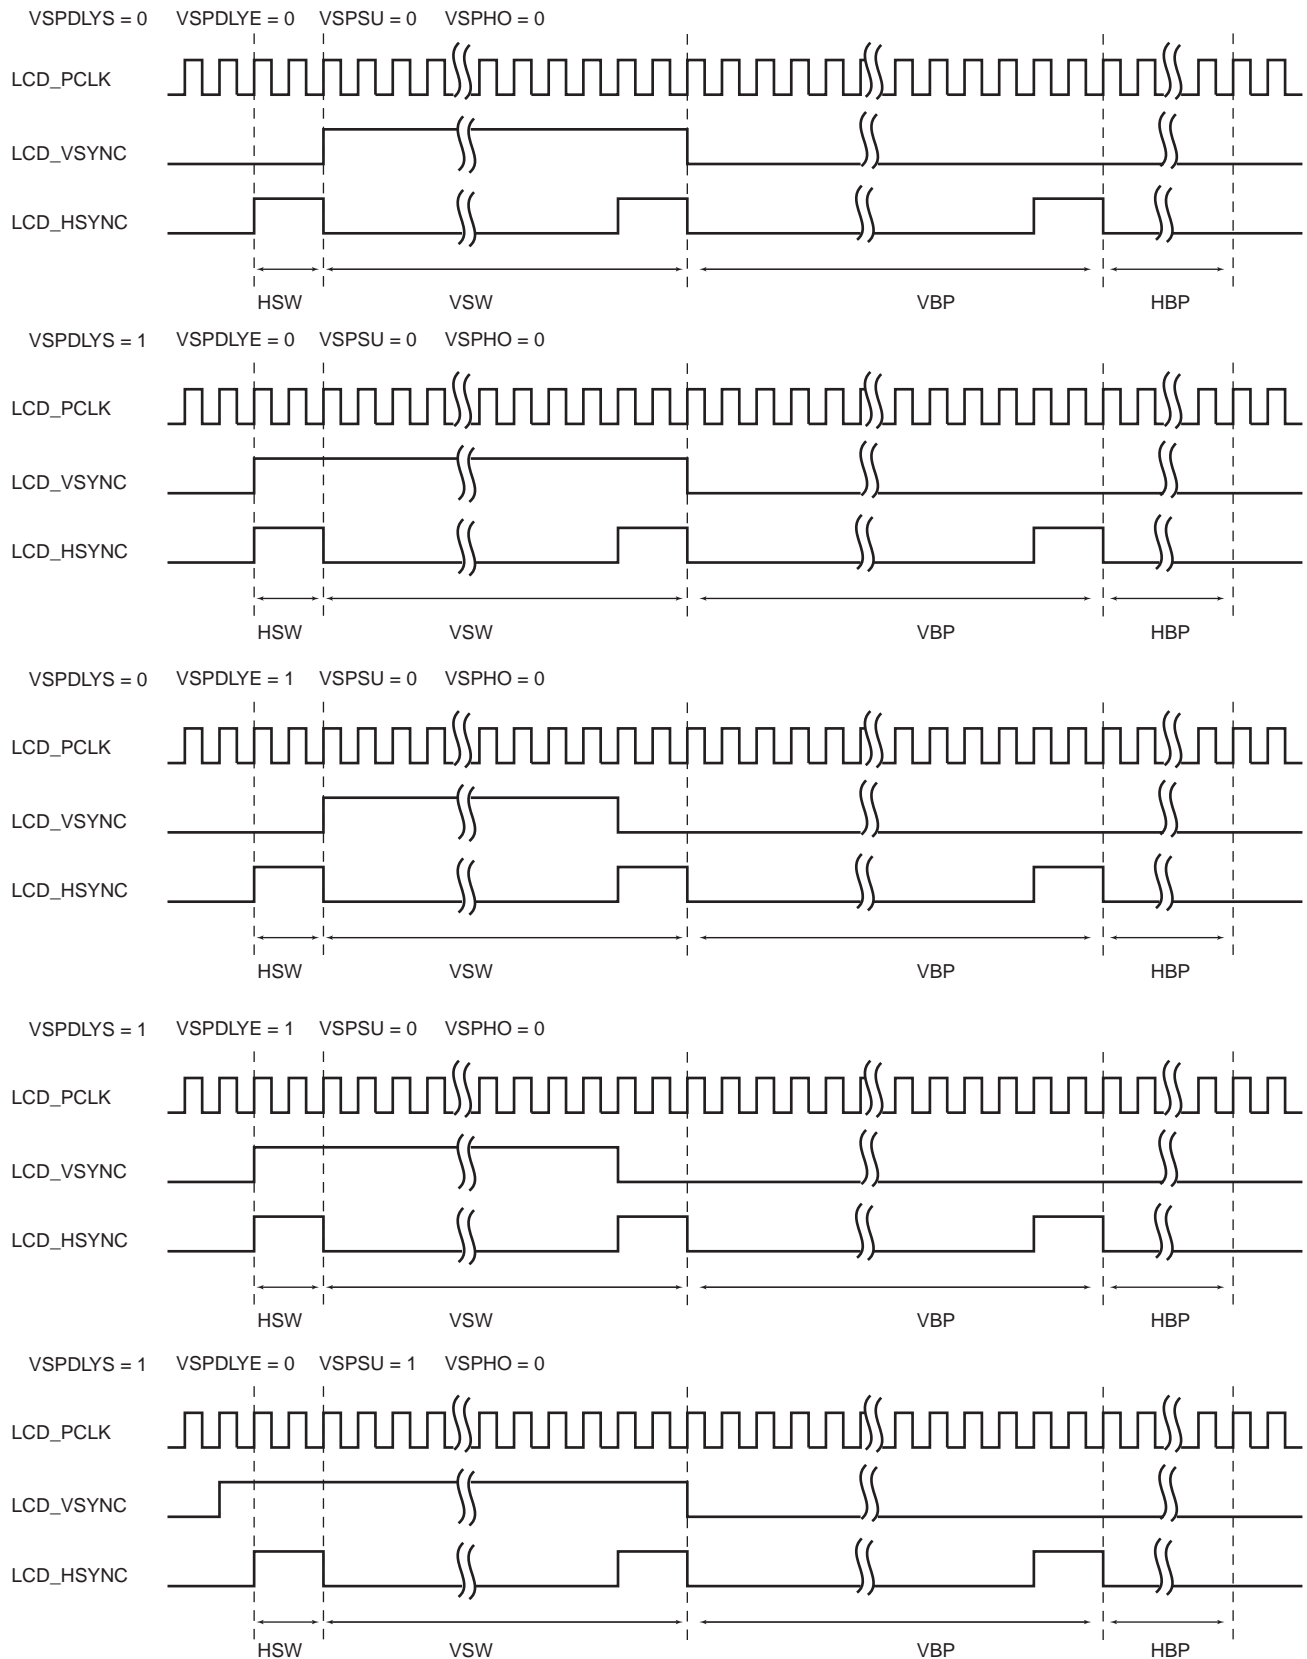 VSPDLYS = 0 VSPDLYE = 0 VSPSU = 0 VSPHO = 0
LCD_PCLK
LCD_VSYNC
LCD_HSYNC
HSW VSW VBP HBP
VSPDLYS = 1 VSPDLYE = 0 VSPSU = 0 VSPHO = 0
LCD_PCLK
LCD_VSYNC
LCD_HSYNC
HSW VSW VBP HBP
VSPDLYS = 0 VSPDLYE = 1 VSPSU = 0 VSPHO = 0
LCD_PCLK
LCD_VSYNC
LCD_HSYNC
HSW VSW VBP HBP
VSPDLYS = 1 VSPDLYE = 1 VSPSU = 0 VSPHO = 0
LCD_PCLK
LCD_VSYNC
LCD_HSYNC
HSW VSW VBP HBP
VSPDLYS = 1 VSPDLYE = 0 VSPSU = 1 VSPHO = 0
LCD_PCLK
LCD_VSYNC
LCD_HSYNC
HSW VSW VBP HBP